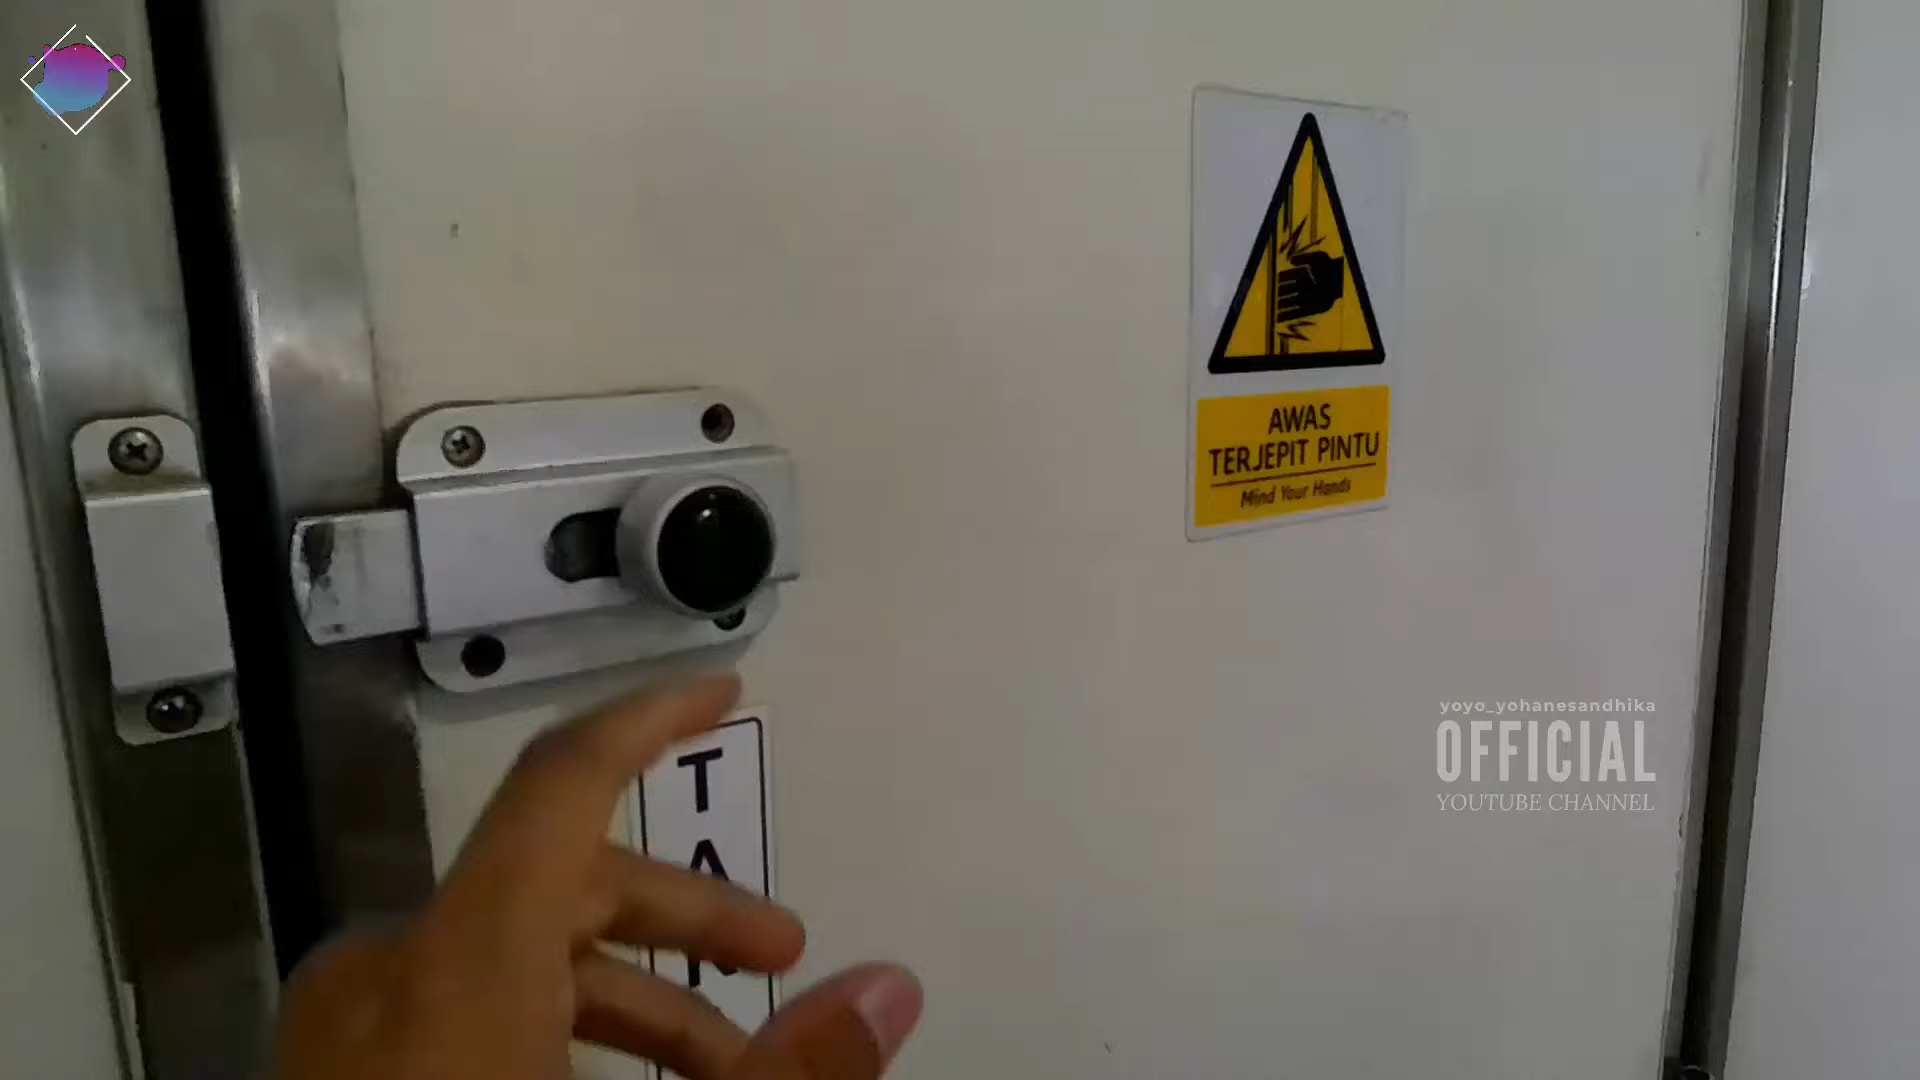 AWAS
TERJEPIT PINTU
Mind Your Hands
yoyo_yohanesandhika
OFFICIAL
YOUTUBE CHANNEL
T
A